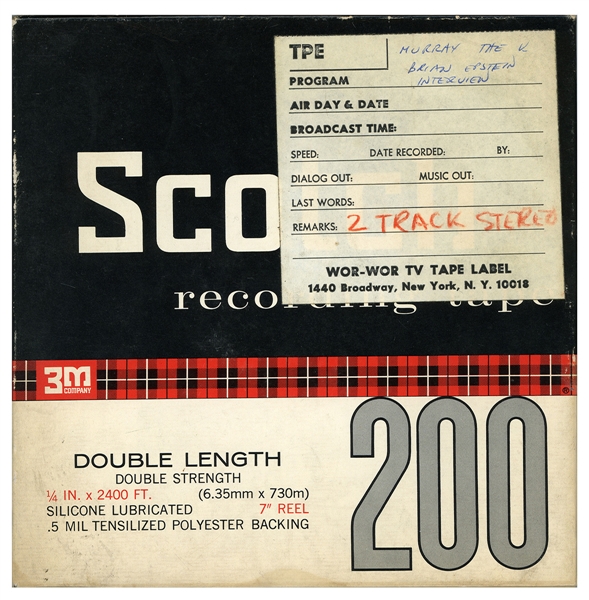 TPE
MURRAY THE K
BRIAN EPSTEIN
INTERVIEW
PROGRAM
AIR DAY & DATE
BROADCAST TIME:
SPEED: DATE RECORDED: BY:
DIALOG OUT: MUSIC OUT:
LAST WORDS:
REMARKS: 2 TRACK STEREO
WOR-WOR TV TAPE LABEL
1440 Broadway, New York, N. Y. 10018
Scotch
recording tape
3M
COMPANY
®
200
DOUBLE LENGTH
DOUBLE STRENGTH
¼ IN. x 2400 FT. (6.35mm x 730m)
SILICONE LUBRICATED 7" REEL
.5 MIL TENSILIZED POLYESTER BACKING